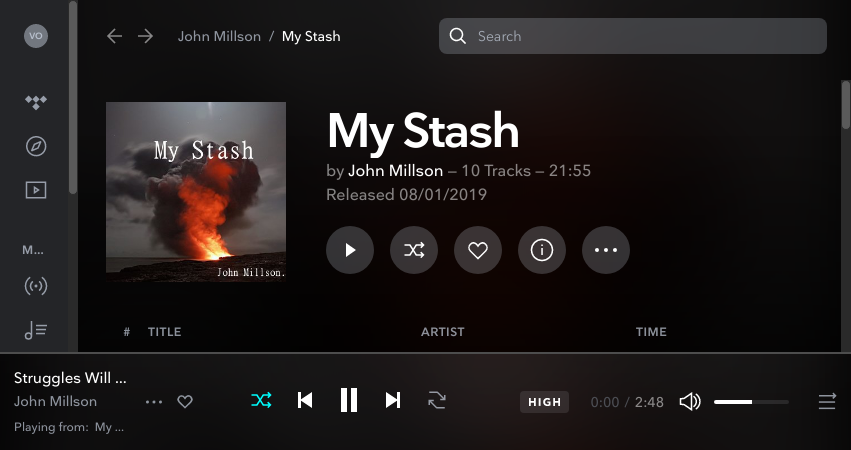 VO
John Millson / My Stash
Search
My Stash
John Millson.
My Stash
by John Millson – 10 Tracks – 21:55
Released 08/01/2019
M...
# TITLE ARTIST TIME
Struggles Will ...
John Millson
Playing from: My ...
HIGH
0:00 / 2:48